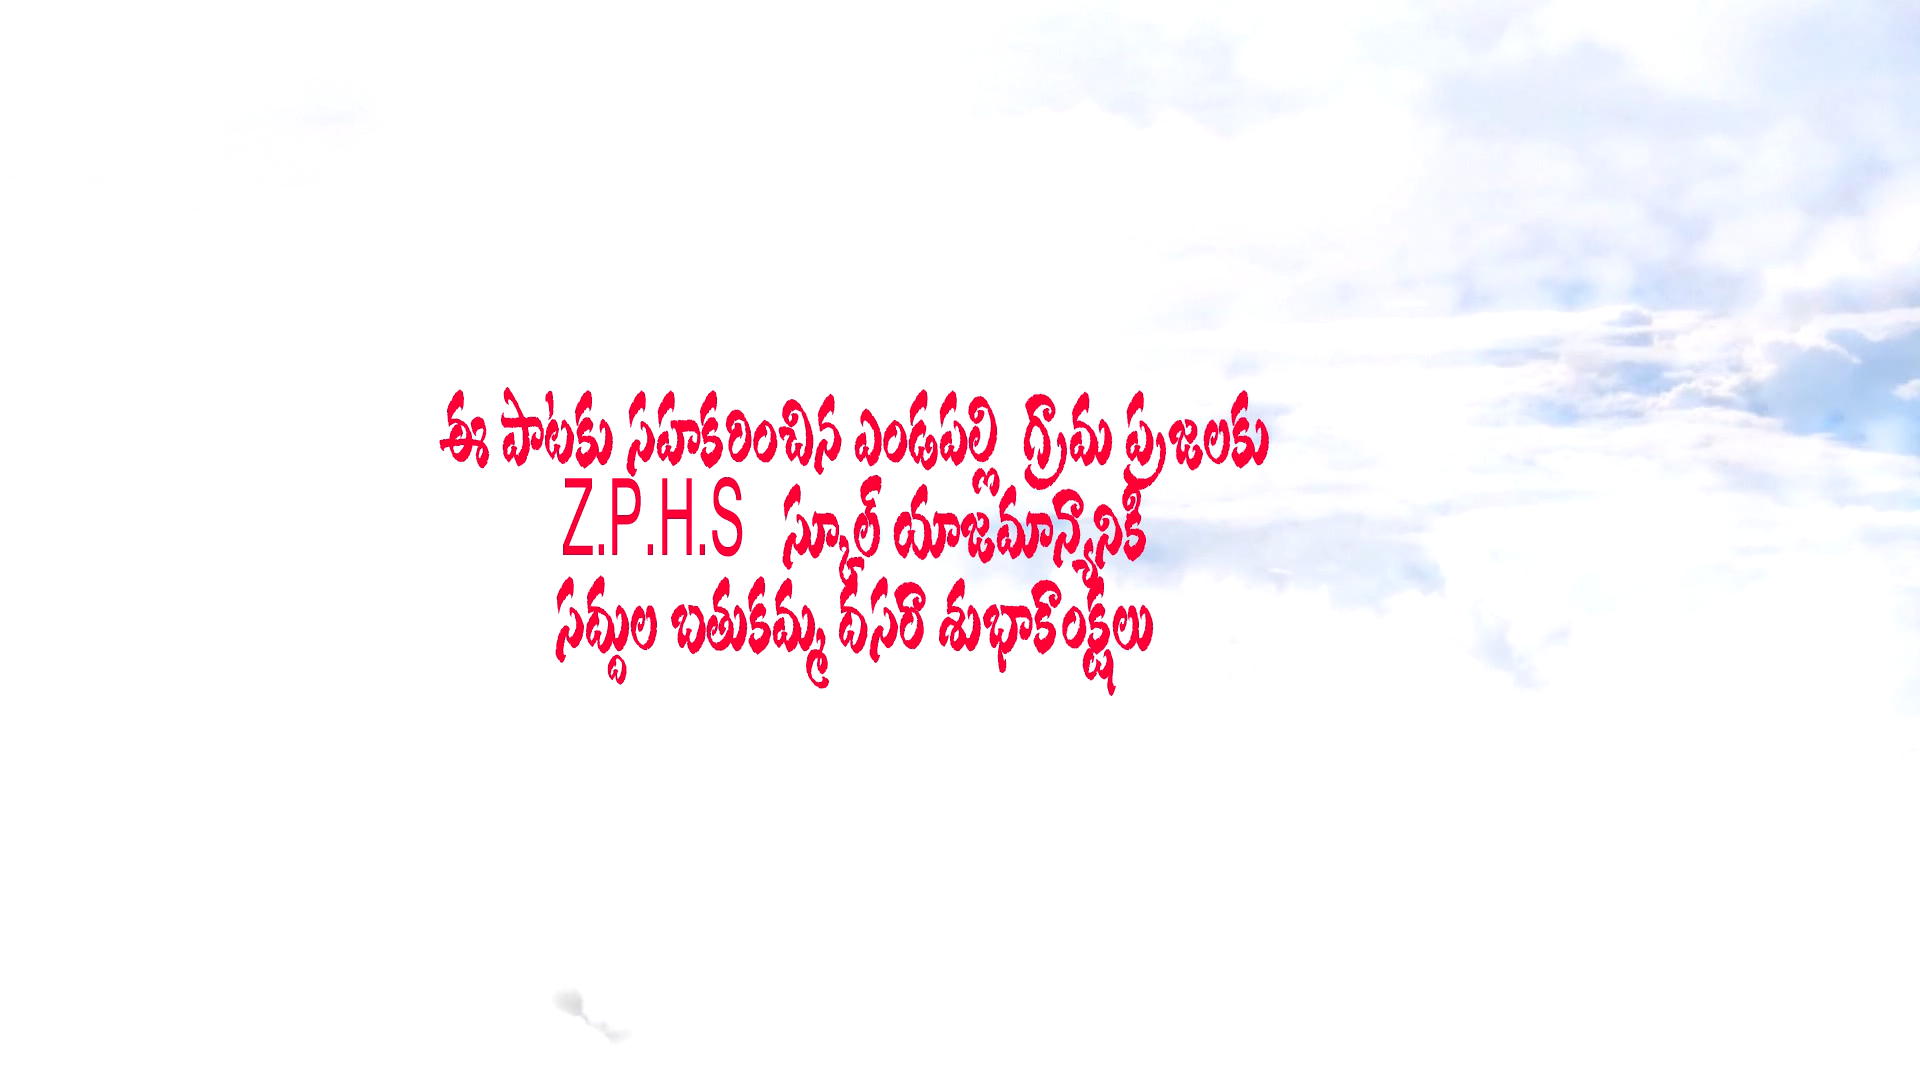 ఈ పాటకు సహకరించిన ఎండపల్లి గ్రామ ప్రజలకు
Z.P.H.S స్కూల్ యాజమాన్యానికి
సద్దుల బతుకమ్మ దసరా శుభాకాంక్షలు